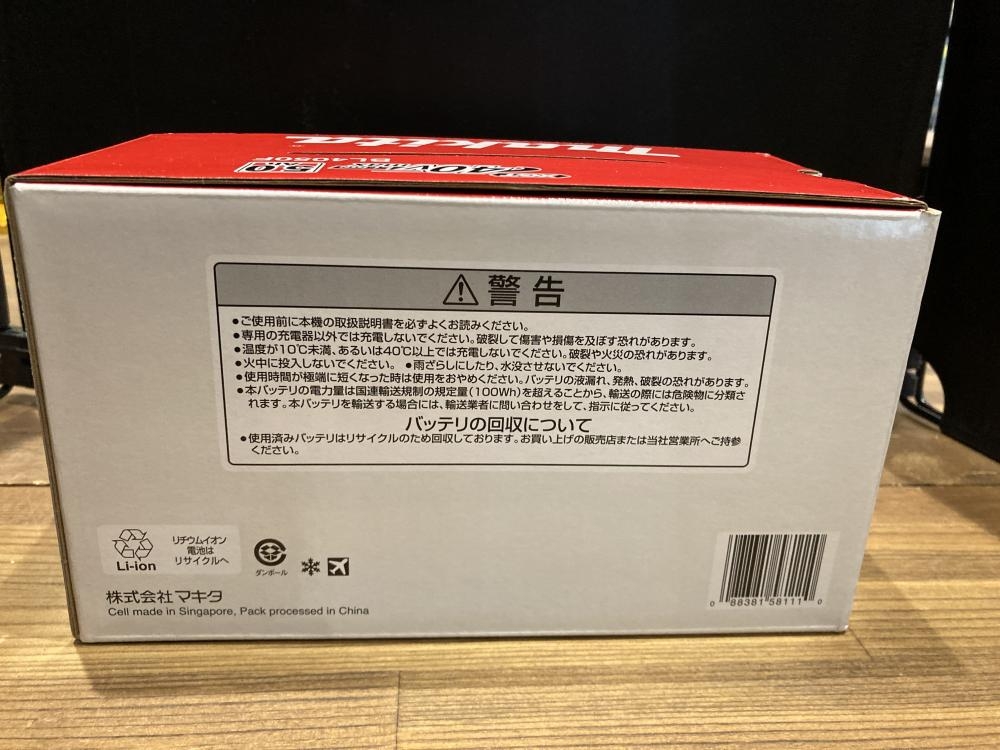 makita
40Vmax
BL4050F
5.0Ah
警告
●ご使用前に本機の取扱説明書を必ずよくお読みください。
●専用の充電器以外では充電しないでください。破裂して傷害や損傷を及ぼす恐れがあります。
●温度が10℃未満、あるいは40℃以上では充電しないでください。破裂や火災の恐れがあります。
●火中に投入しないでください。 ●雨ざらしにしたり、水没させないでください。
●使用時間が極端に短くなった時は使用をおやめください。バッテリの液漏れ、発熱、破裂の恐れがあります。
●本バッテリの電力量は国連輸送規制の規定量(100Wh)を超えることから、輸送の際には危険物に分類さ
れます。本バッテリを輸送する場合には、輸送業者に問い合わせをして、指示に従ってください。
バッテリの回収について
●使用済みバッテリはリサイクルのため回収しております。お買い上げの販売店または当社営業所へご持参
ください。
Li-ion
リチウムイオン
電池は
リサイクルへ
ダンボール
株式会社マキタ
Cell made in Singapore, Pack processed in China
0 88381 58111 0